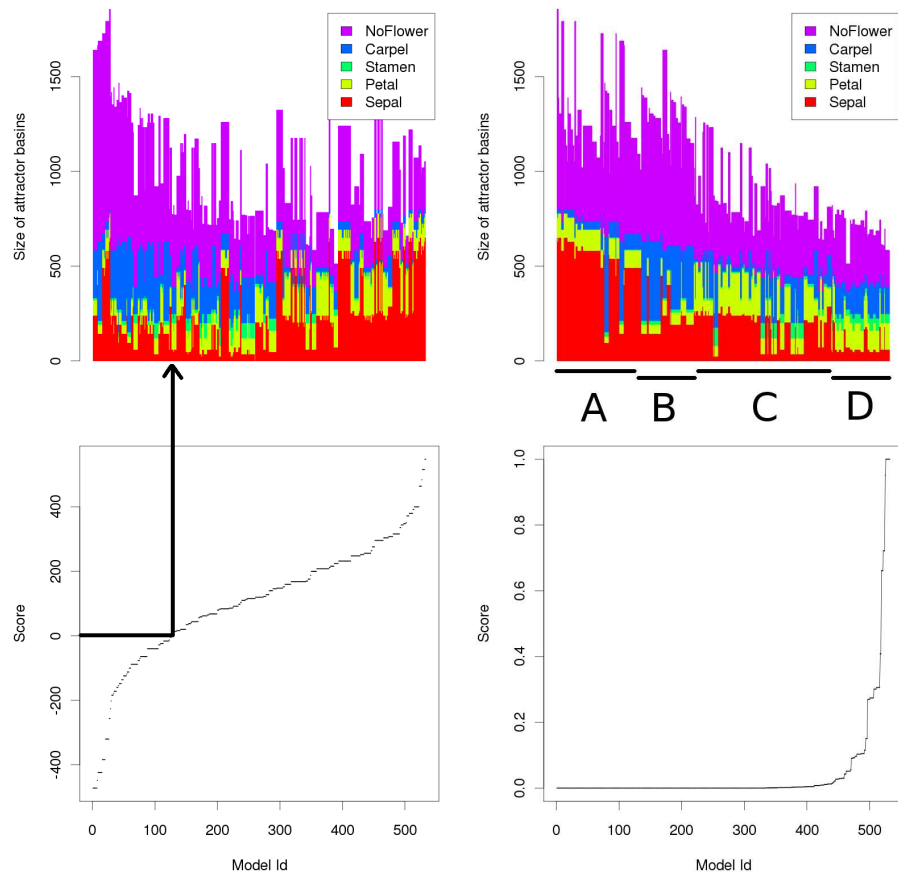 Size of attractor basins
0
500
1000
1500
NoFlower
Carpel
Stamen
Petal
Sepal
Size of attractor basins
0
500
1000
1500
NoFlower
Carpel
Stamen
Petal
Sepal
A
B
C
D
Score
-400
-200
0
200
400
0
100
200
300
400
500
Model Id
Score
0.0
0.2
0.4
0.6
0.8
1.0
0
100
200
300
400
500
Model Id